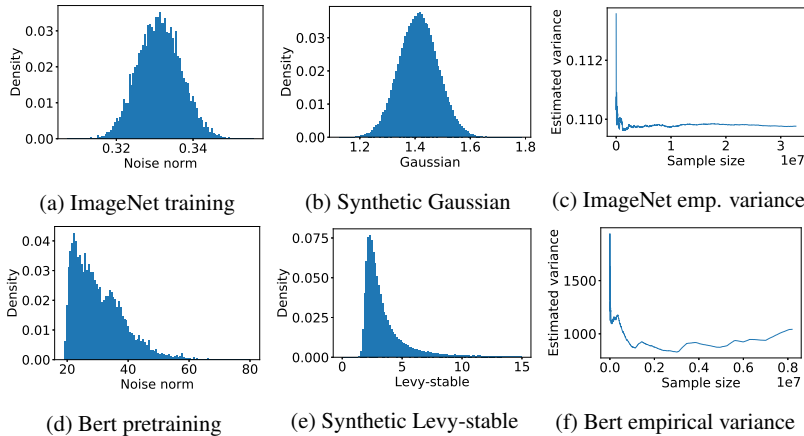 Density
0.03
0.02
0.01
0.00
0.32
0.34
Noise norm
(a) ImageNet training
Density
0.03
0.02
0.01
0.00
1.2
1.4
1.6
1.8
Gaussian
(b) Synthetic Gaussian
Estimated variance
0.112
0.110
0
1
2
3
Sample size
1e7
(c) ImageNet emp. variance
Density
0.04
0.03
0.02
0.01
0.00
20
40
60
80
Noise norm
(d) Bert pretraining
Density
0.075
0.050
0.025
0.000
0
5
10
15
Levy-stable
(e) Synthetic Levy-stable
Estimated variance
1500
1000
0.0
0.2
0.4
0.6
0.8
Sample size
1e7
(f) Bert empirical variance